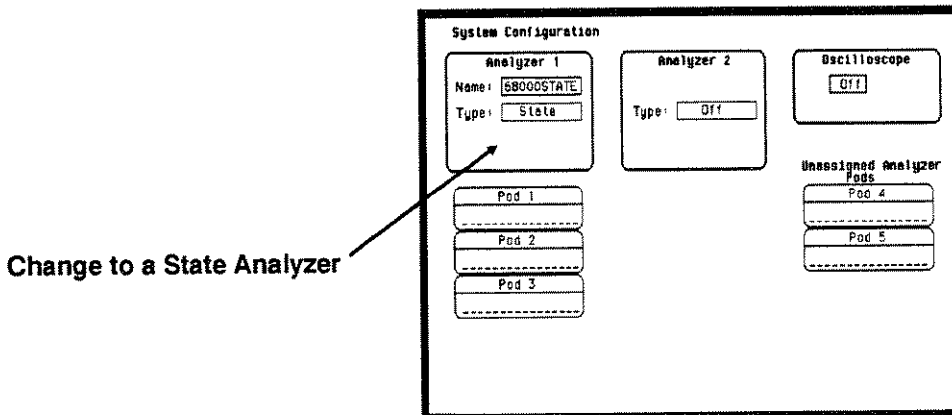 System Configuration
Analyzer 1
Name: 68000STATE
Type: State
Analyzer 2
Type: Off
Oscilloscope
Off
Unassigned Analyzer
Pods
Pod 1
Pod 2
Pod 3
Pod 4
Pod 5
Change to a State Analyzer